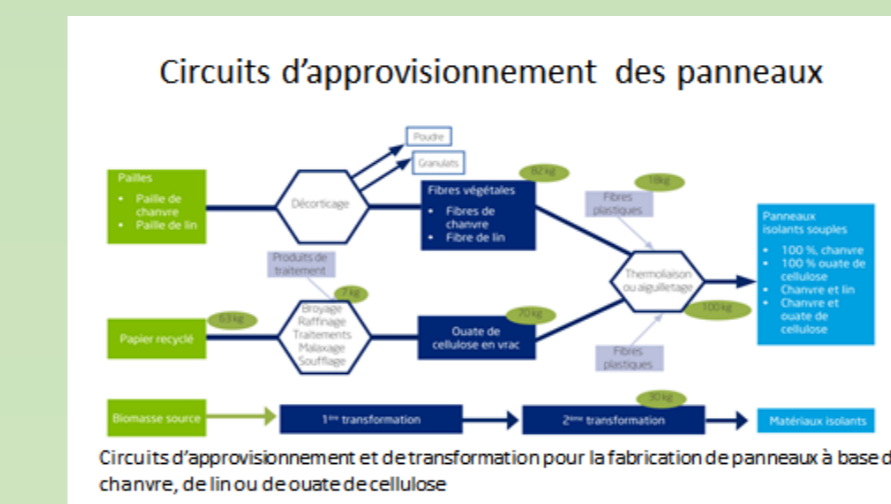 Circuits d'approvisionnement des panneaux
Poudre
Granulats
Pailles
• Paille de
chanvre
• Paille de lin
Décorticage
82 kg
Fibres végétales
• Fibres de
chanvre
• Fibre de lin
18kg
Fibres
plastiques
Panneaux
isolants souples
• 100 %, chanvre
• 100 % ouate de
cellulose
• Chanvre et lin
• Chanvre et
ouate de
cellulose
Thermoliaison
ou aiguilletage
100 kg
Produits de
traitement
7 kg
63 kg
Papier recyclé
Broyage
Raffinage
Traitements
Malaxage
Soufflage
70 kg
Ouate de
cellulose en vrac
Fibres
plastiques
30 kg
Biomasse source
1ère transformation
2ème transformation
Matériaux isolants
Circuits d'approvisionnement et de transformation pour la fabrication de panneaux à base d
chanvre, de lin ou de ouate de cellulose